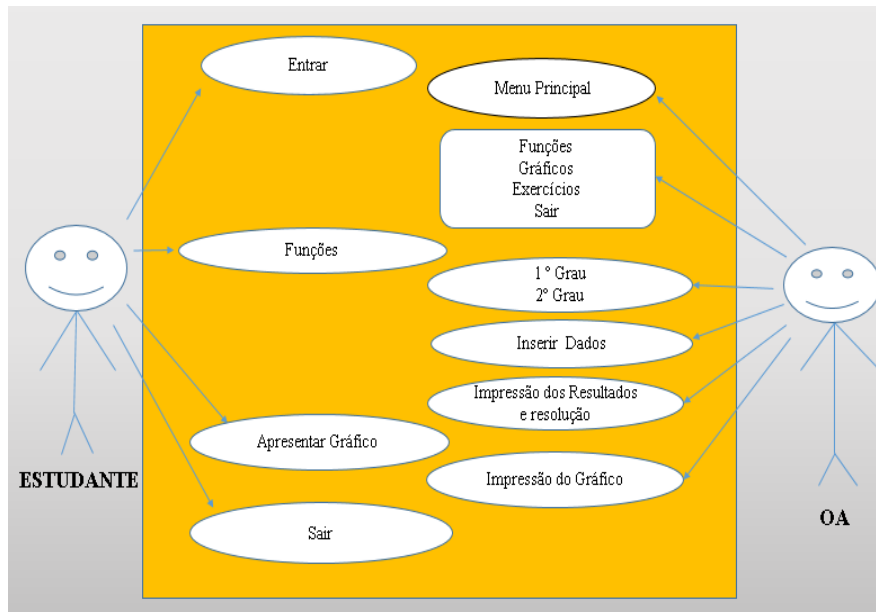 Entrar
Menu Principal
Funções
Gráficos
Exercícios
Sair
Funções
1 º Grau
2º Grau
Inserir Dados
Impressão dos Resultados
e resolução
Apresentar Gráfico
Impressão do Gráfico
ESTUDANTE
OA
Sair